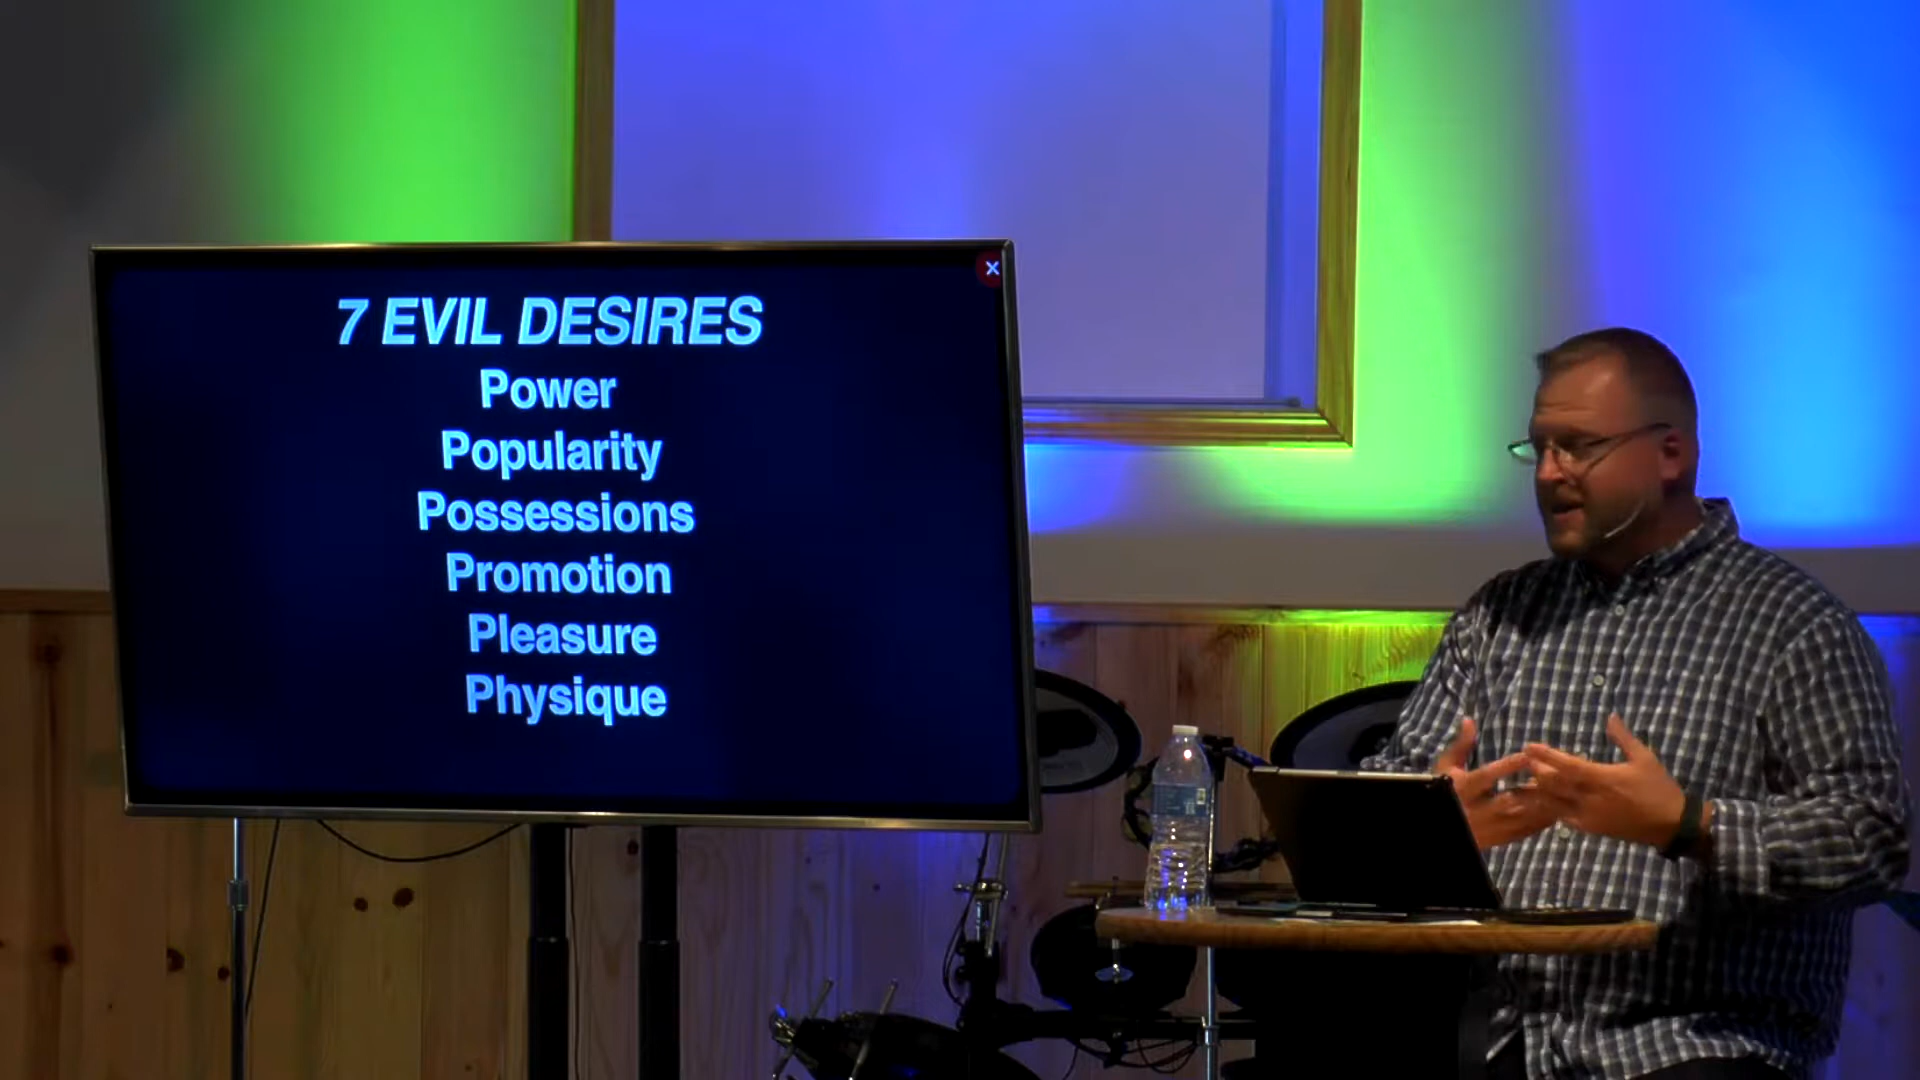 7 EVIL DESIRES
Power
Popularity
Possessions
Promotion
Pleasure
Physique